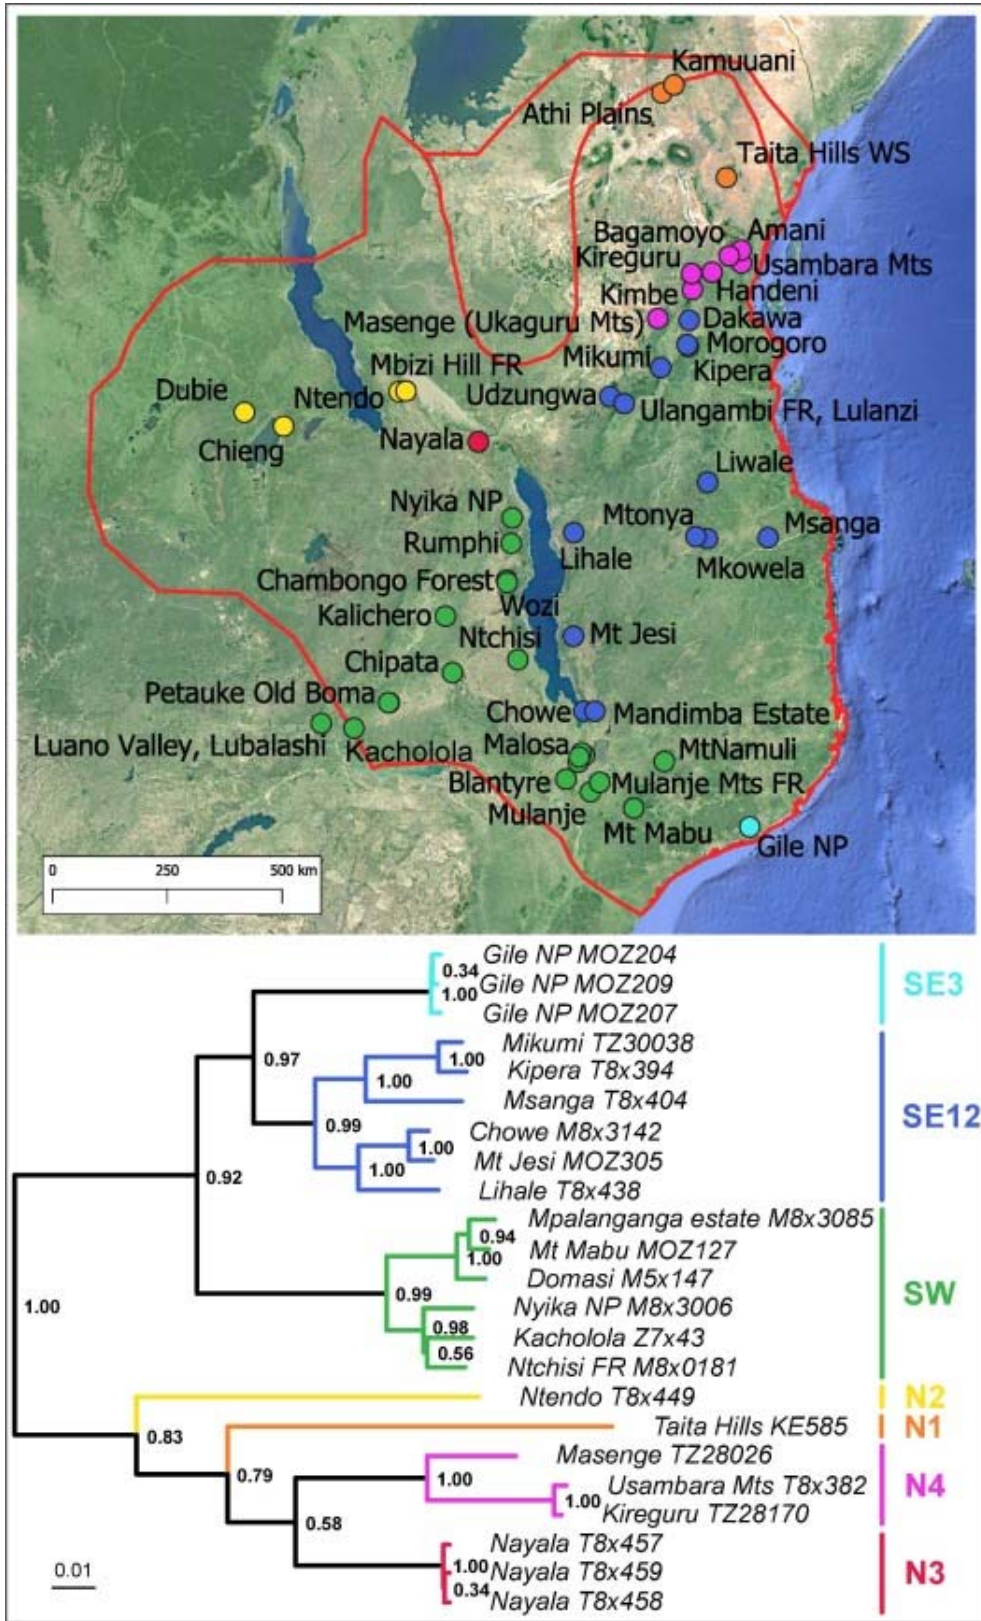 Kamuuani
Athi Plains
Taita Hills WS
Bagamoyo
Amani
Kireguru
Usambara Mts
Kimbe
Handeni
Masenge (Ukaguru Mts)
Dakawa
Morogoro
Mikumi
Mbizi Hill FR
Kipera
Dubie
Ntendo
Udzungwa
Ulangambi FR, Lulanzi
Chieng
Nayala
Liwale
Nyika NP
Mtonya
Msanga
Rumphi
Lihale
Mkowela
Chambongo Forest
Wozi
Kalichero
Ntchisi
Mt Jesi
Chipata
Petauke Old Boma
Chowe
Mandimba Estate
Luano Valley, Lubalashi
Kacholola
Malosa
MtNamuli
Blantyre
Mulanje Mts FR
Mulanje
Mt Mabu
Gile NP
0 250 500 km
Gile NP MOZ204
0.34
Gile NP MOZ209
SE3
1.00
Gile NP MOZ207
Mikumi TZ30038
0.97
1.00
Kipera T8x394
1.00
Msanga T8x404
SE12
0.99
Chowe M8x3142
1.00
Mt Jesi MOZ305
1.00
0.92
Lihale T8x438
Mpalanganga estate M8x3085
0.94
Mt Mabu MOZ127
1.00
Domasi M5x147
0.99
SW
1.00
Nyika NP M8x3006
0.98
Kacholola Z7x43
0.56
Ntchisi FR M8x0181
Ntendo T8x449
N2
0.83
Taita Hills KE585
N1
Masenge TZ28026
0.79
1.00
N4
Usambara Mts T8x382
1.00
Kireguru TZ28170
0.58
Nayala T8x457
1.00
Nayala T8x459
N3
0.01
0.34
Nayala T8x458